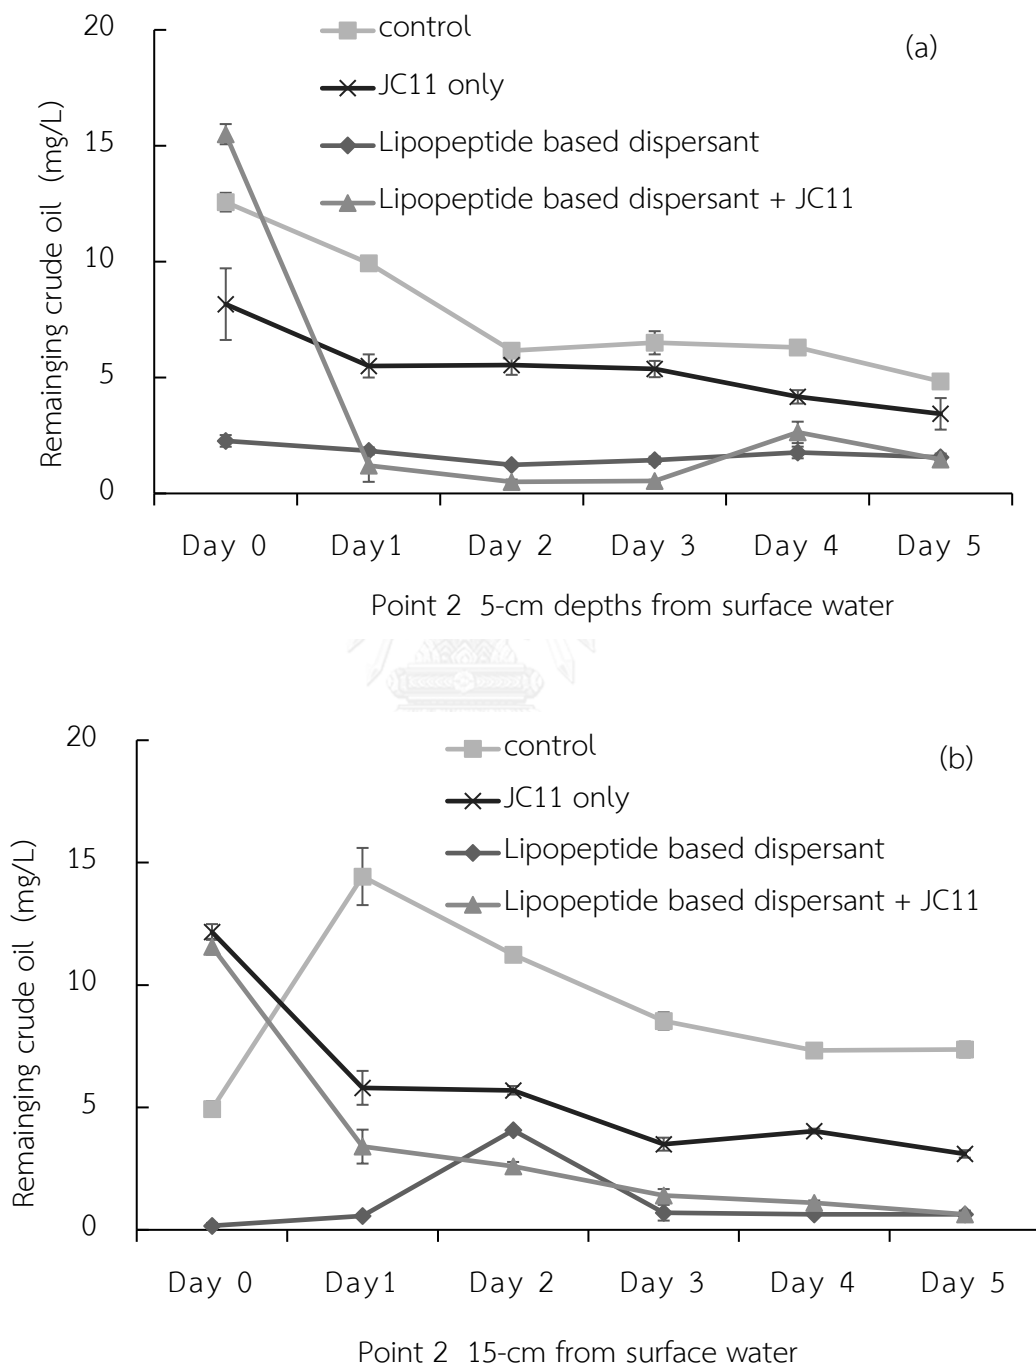 20
15
10
5
0
Remainging crude oil (mg/L)
control
JC11 only
Lipopeptide based dispersant
Lipopeptide based dispersant + JC11
(a)
Day 0 Day1 Day 2 Day 3 Day 4 Day 5
Point 2 5-cm depths from surface water
20
15
10
5
0
Remainging crude oil (mg/L)
control
JC11 only
Lipopeptide based dispersant
Lipopeptide based dispersant + JC11
(b)
Day 0 Day1 Day 2 Day 3 Day 4 Day 5
Point 2 15-cm from surface water